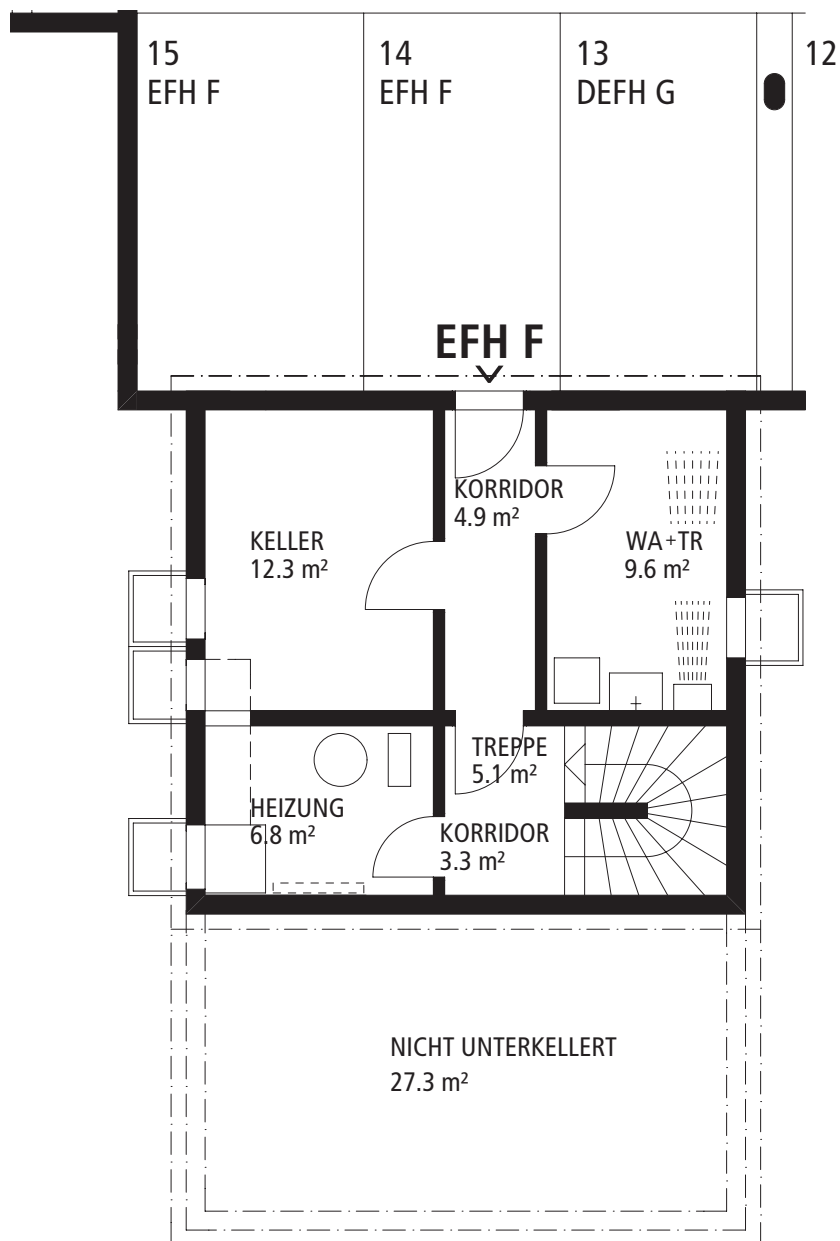 15
EFH F
14
EFH F
13
DEFH G
12
EFH F
KORRIDOR
4.9 m²
KELLER
12.3 m²
WA+TR
9.6 m²
TREPPE
5.1 m²
HEIZUNG
6.8 m²
KORRIDOR
3.3 m²
NICHT UNTERKELLERT
27.3 m²